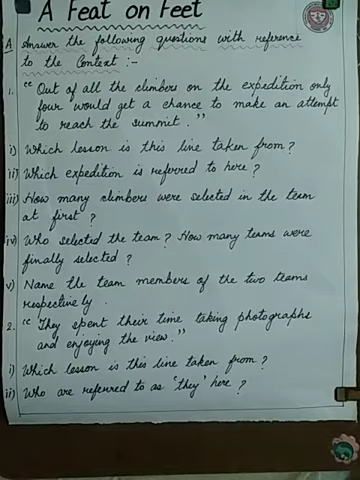 A Feat on Feet
A Answer the following questions with reference
to the Context :-
1. "Out of all the climbers on the expedition only
four would get a chance to make an attempt
to reach the summit."
i) Which lesson is this line taken from?
ii) Which expedition is referred to here?
iii) How many climbers were selected in the team
at first?
iv) Who selected the team? How many teams were
finally selected?
v) Name the team members of the two teams
respectively.
2. "They spent their time taking photographs
and enjoying the view."
i) Which lesson is this line taken from?
ii) Who are referred to as 'they' here?